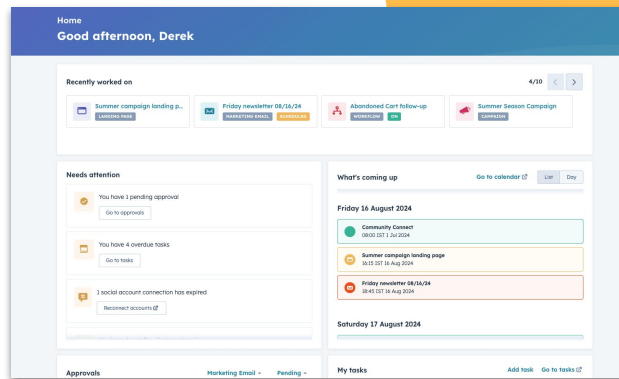 Home
Good afternoon, Derek
Recently worked on
4/10
Summer campaign landing p...
LANDING PAGE
Friday newsletter 08/16/24
MARKETING EMAIL SCHEDULED
Abandoned Cart follow-up
WORKFLOW ON
Summer Season Campaign
CAMPAIGN
Needs attention
You have 1 pending approval
Go to approvals
You have 4 overdue tasks
Go to tasks
1 social account connection has expired
Reconnect accounts
What's coming up
Go to calendar
List Day
Friday 16 August 2024
Community Connect
08:00 IST 1 Jul 2024
Summer campaign landing page
16:15 IST 16 Aug 2024
Friday newsletter 08/16/24
18:45 IST 16 Aug 2024
Saturday 17 August 2024
Approvals
Marketing Email
Pending
My tasks
Add task
Go to tasks